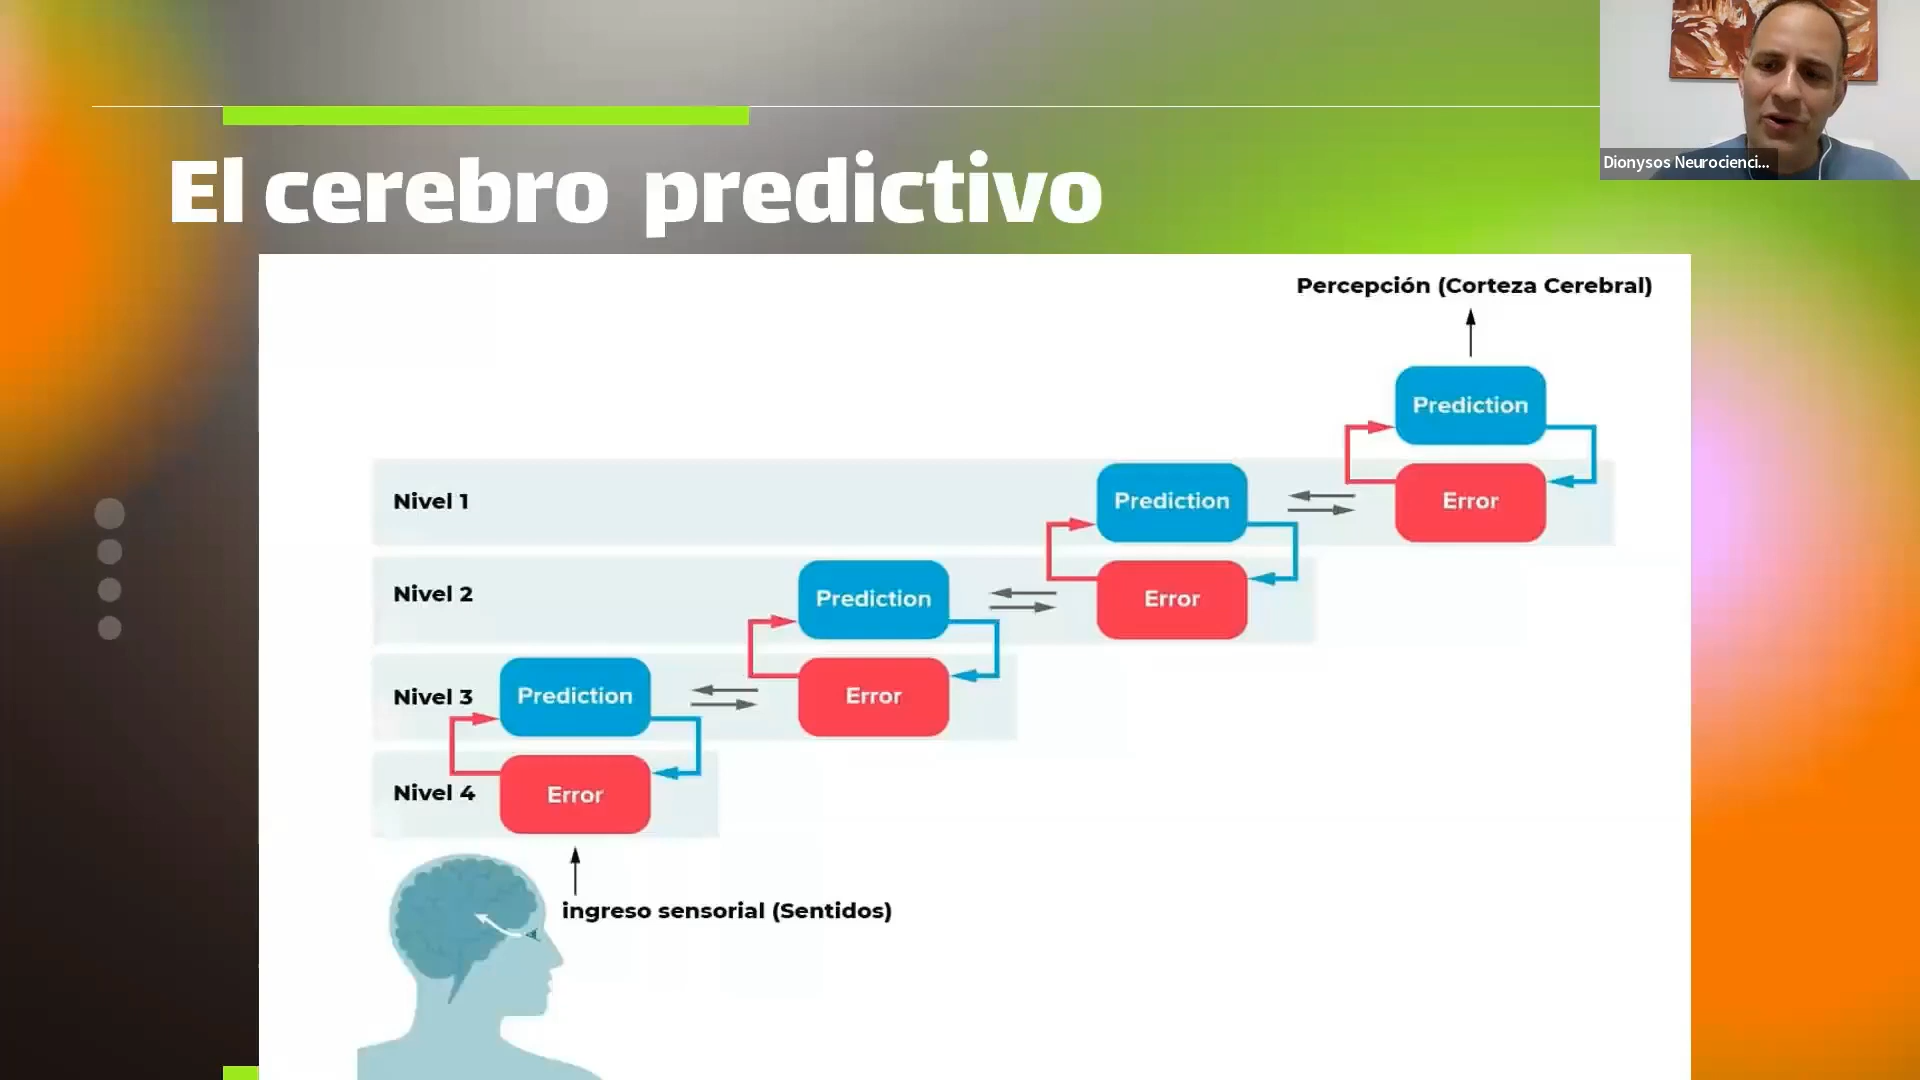 Dionysos Neurocienci...
El cerebro predictivo
Percepción (Corteza Cerebral)
Prediction
Nivel 1
Prediction
Error
Nivel 2
Prediction
Error
Nivel 3
Prediction
Error
Nivel 4
Error
ingreso sensorial (Sentidos)